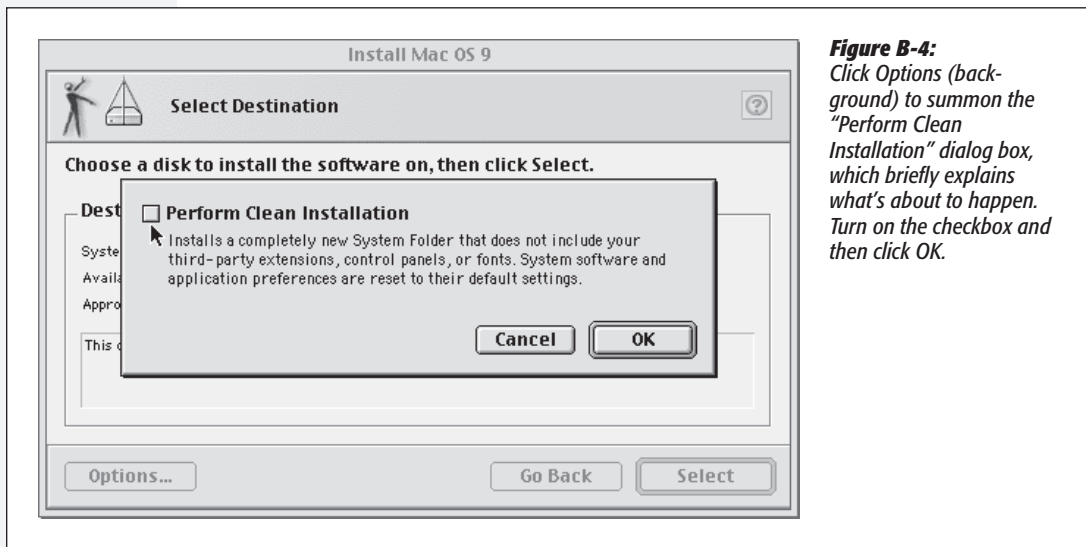 Install Mac OS 9
Select Destination
?
Choose a disk to install the software on, then click Select.
Dest
Syste
Availa
Appro
This d
Perform Clean Installation
Installs a completely new System Folder that does not include your
third-party extensions, control panels, or fonts. System software and
application preferences are reset to their default settings.
Cancel
OK
Options...
Go Back
Select
Figure B-4:
Click Options (back-
ground) to summon the
“Perform Clean
Installation” dialog box,
which briefly explains
what’s about to happen.
Turn on the checkbox and
then click OK.